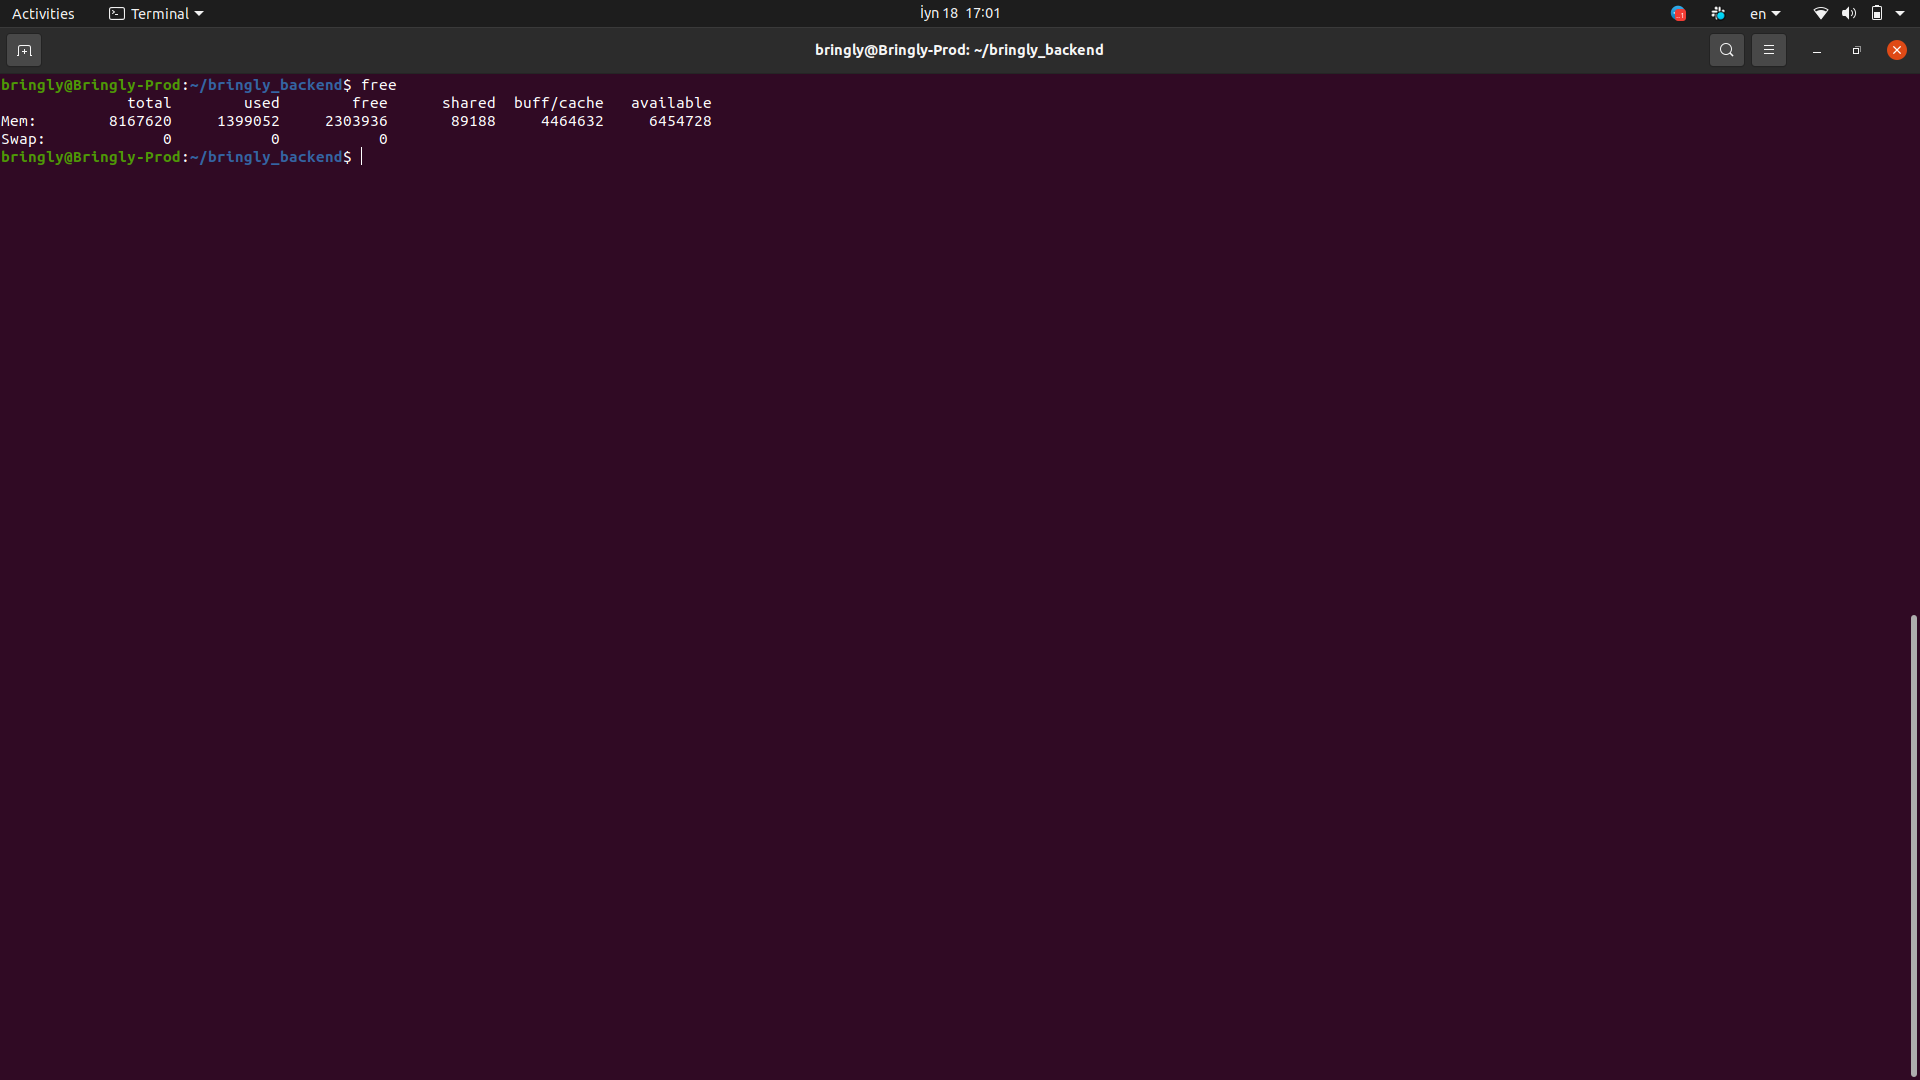 Activities Terminal İyn 18 17:01 en
bringly@Bringly-Prod: ~/bringly_backend
bringly@Bringly-Prod:~/bringly_backend$ free
total used free shared buff/cache available
Mem: 8167620 1399052 2303936 89188 4464632 6454728
Swap: 0 0 0
bringly@Bringly-Prod:~/bringly_backend$